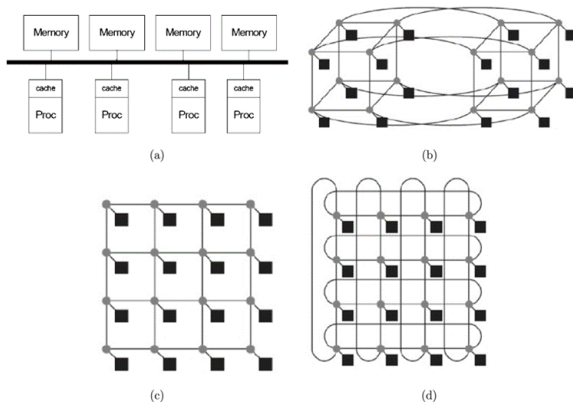 Memory Memory Memory Memory
cache cache cache cache
Proc Proc Proc Proc
(a)
(b)
(c)
(d)